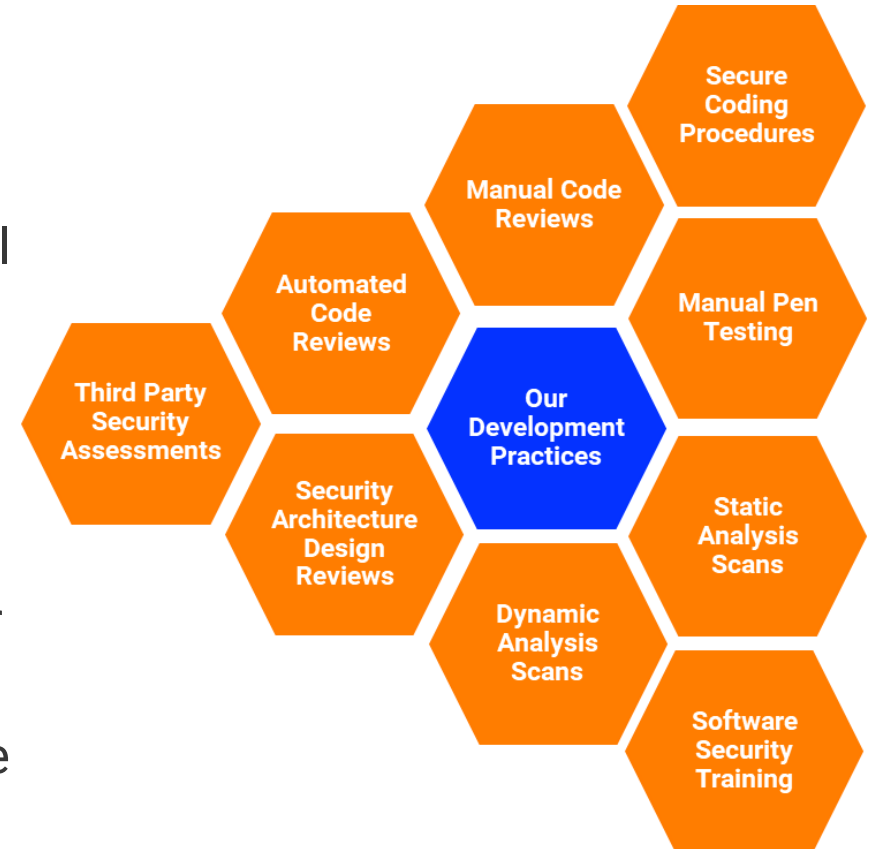 Secure
Coding
Procedures
Manual Code
Reviews
Automated
Code
Reviews
Manual Pen
Testing
Third Party
Security
Assessments
Our
Development
Practices
Security
Architecture
Design
Reviews
Static
Analysis
Scans
Dynamic
Analysis
Scans
Software
Security
Training